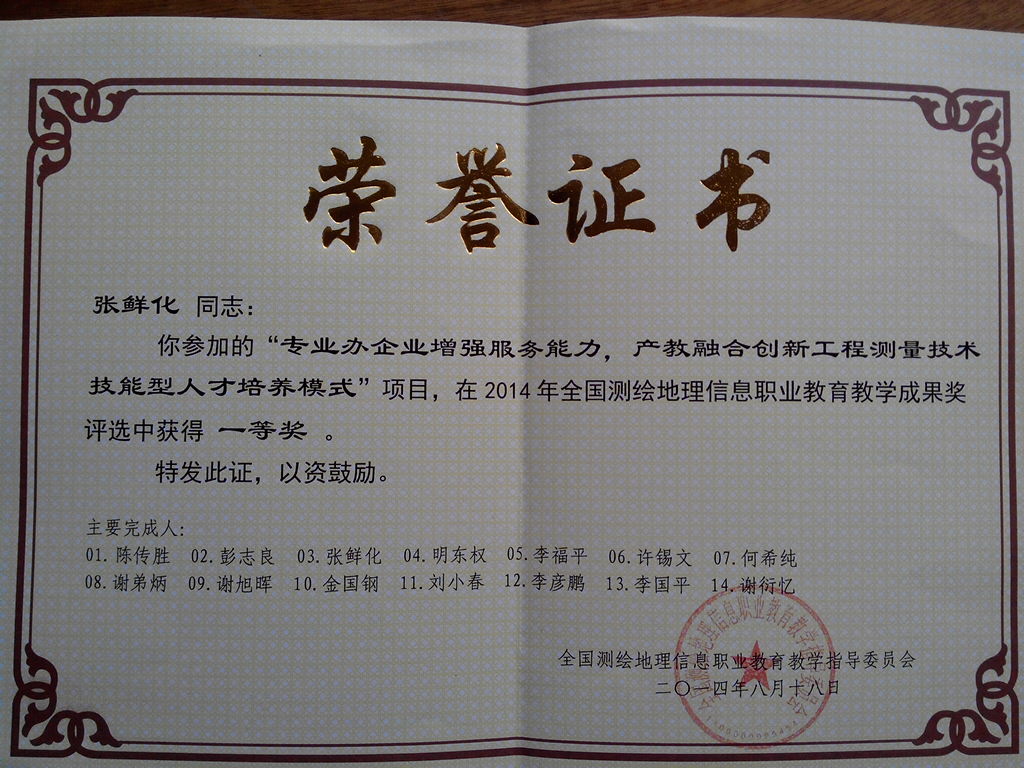 荣誉证书
张鲜化 同志：
你参加的“专业办企业增强服务能力，产教融合创新工程测量技术
技能型人才培养模式”项目，在2014年全国测绘地理信息职业教育教学成果奖
评选中获得 一等奖 。
特发此证，以资鼓励。
主要完成人：
01.陈传胜 02.彭志良 03.张鲜化 04.明东权 05.李福平 06.许锡文 07.何希纯
08.谢弟炳 09.谢旭晖 10.金国钢 11.刘小春 12.李彦鹏 13.李国平 14.谢衍忆
全国测绘地理信息职业教育教学指导委员会
二〇一四年八月十八日